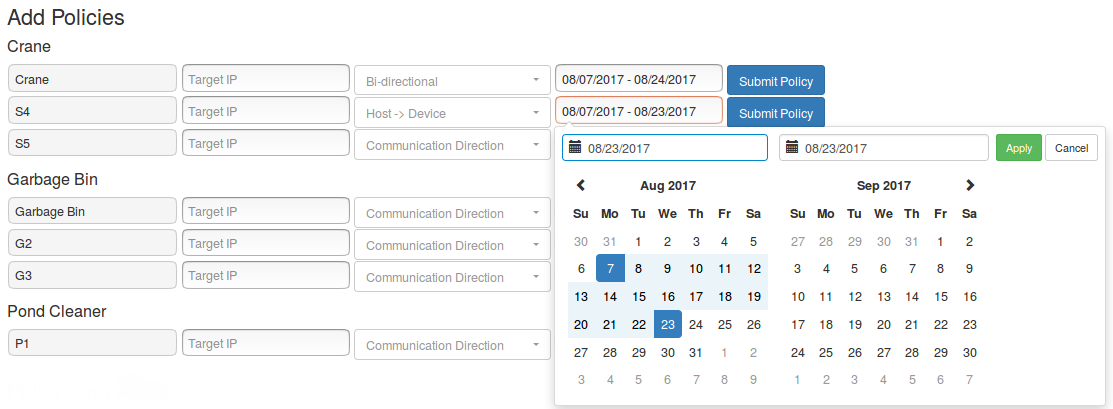 Add Policies
Crane
Crane Target IP Bi-directional 08/07/2017 - 08/24/2017 Submit Policy
S4 Target IP Host -> Device 08/07/2017 - 08/23/2017 Submit Policy
S5 Target IP Communication Direction
Garbage Bin
Garbage Bin Target IP Communication Direction
G2 Target IP Communication Direction
G3 Target IP Communication Direction
Pond Cleaner
P1 Target IP Communication Direction
08/23/2017 08/23/2017 Apply Cancel
Aug 2017
Su Mo Tu We Th Fr Sa
30 31 1 2 3 4 5
6 7 8 9 10 11 12
13 14 15 16 17 18 19
20 21 22 23 24 25 26
27 28 29 30 31 1 2
3 4 5 6 7 8 9
Sep 2017
Su Mo Tu We Th Fr Sa
27 28 29 30 31 1 2
3 4 5 6 7 8 9
10 11 12 13 14 15 16
17 18 19 20 21 22 23
24 25 26 27 28 29 30
1 2 3 4 5 6 7